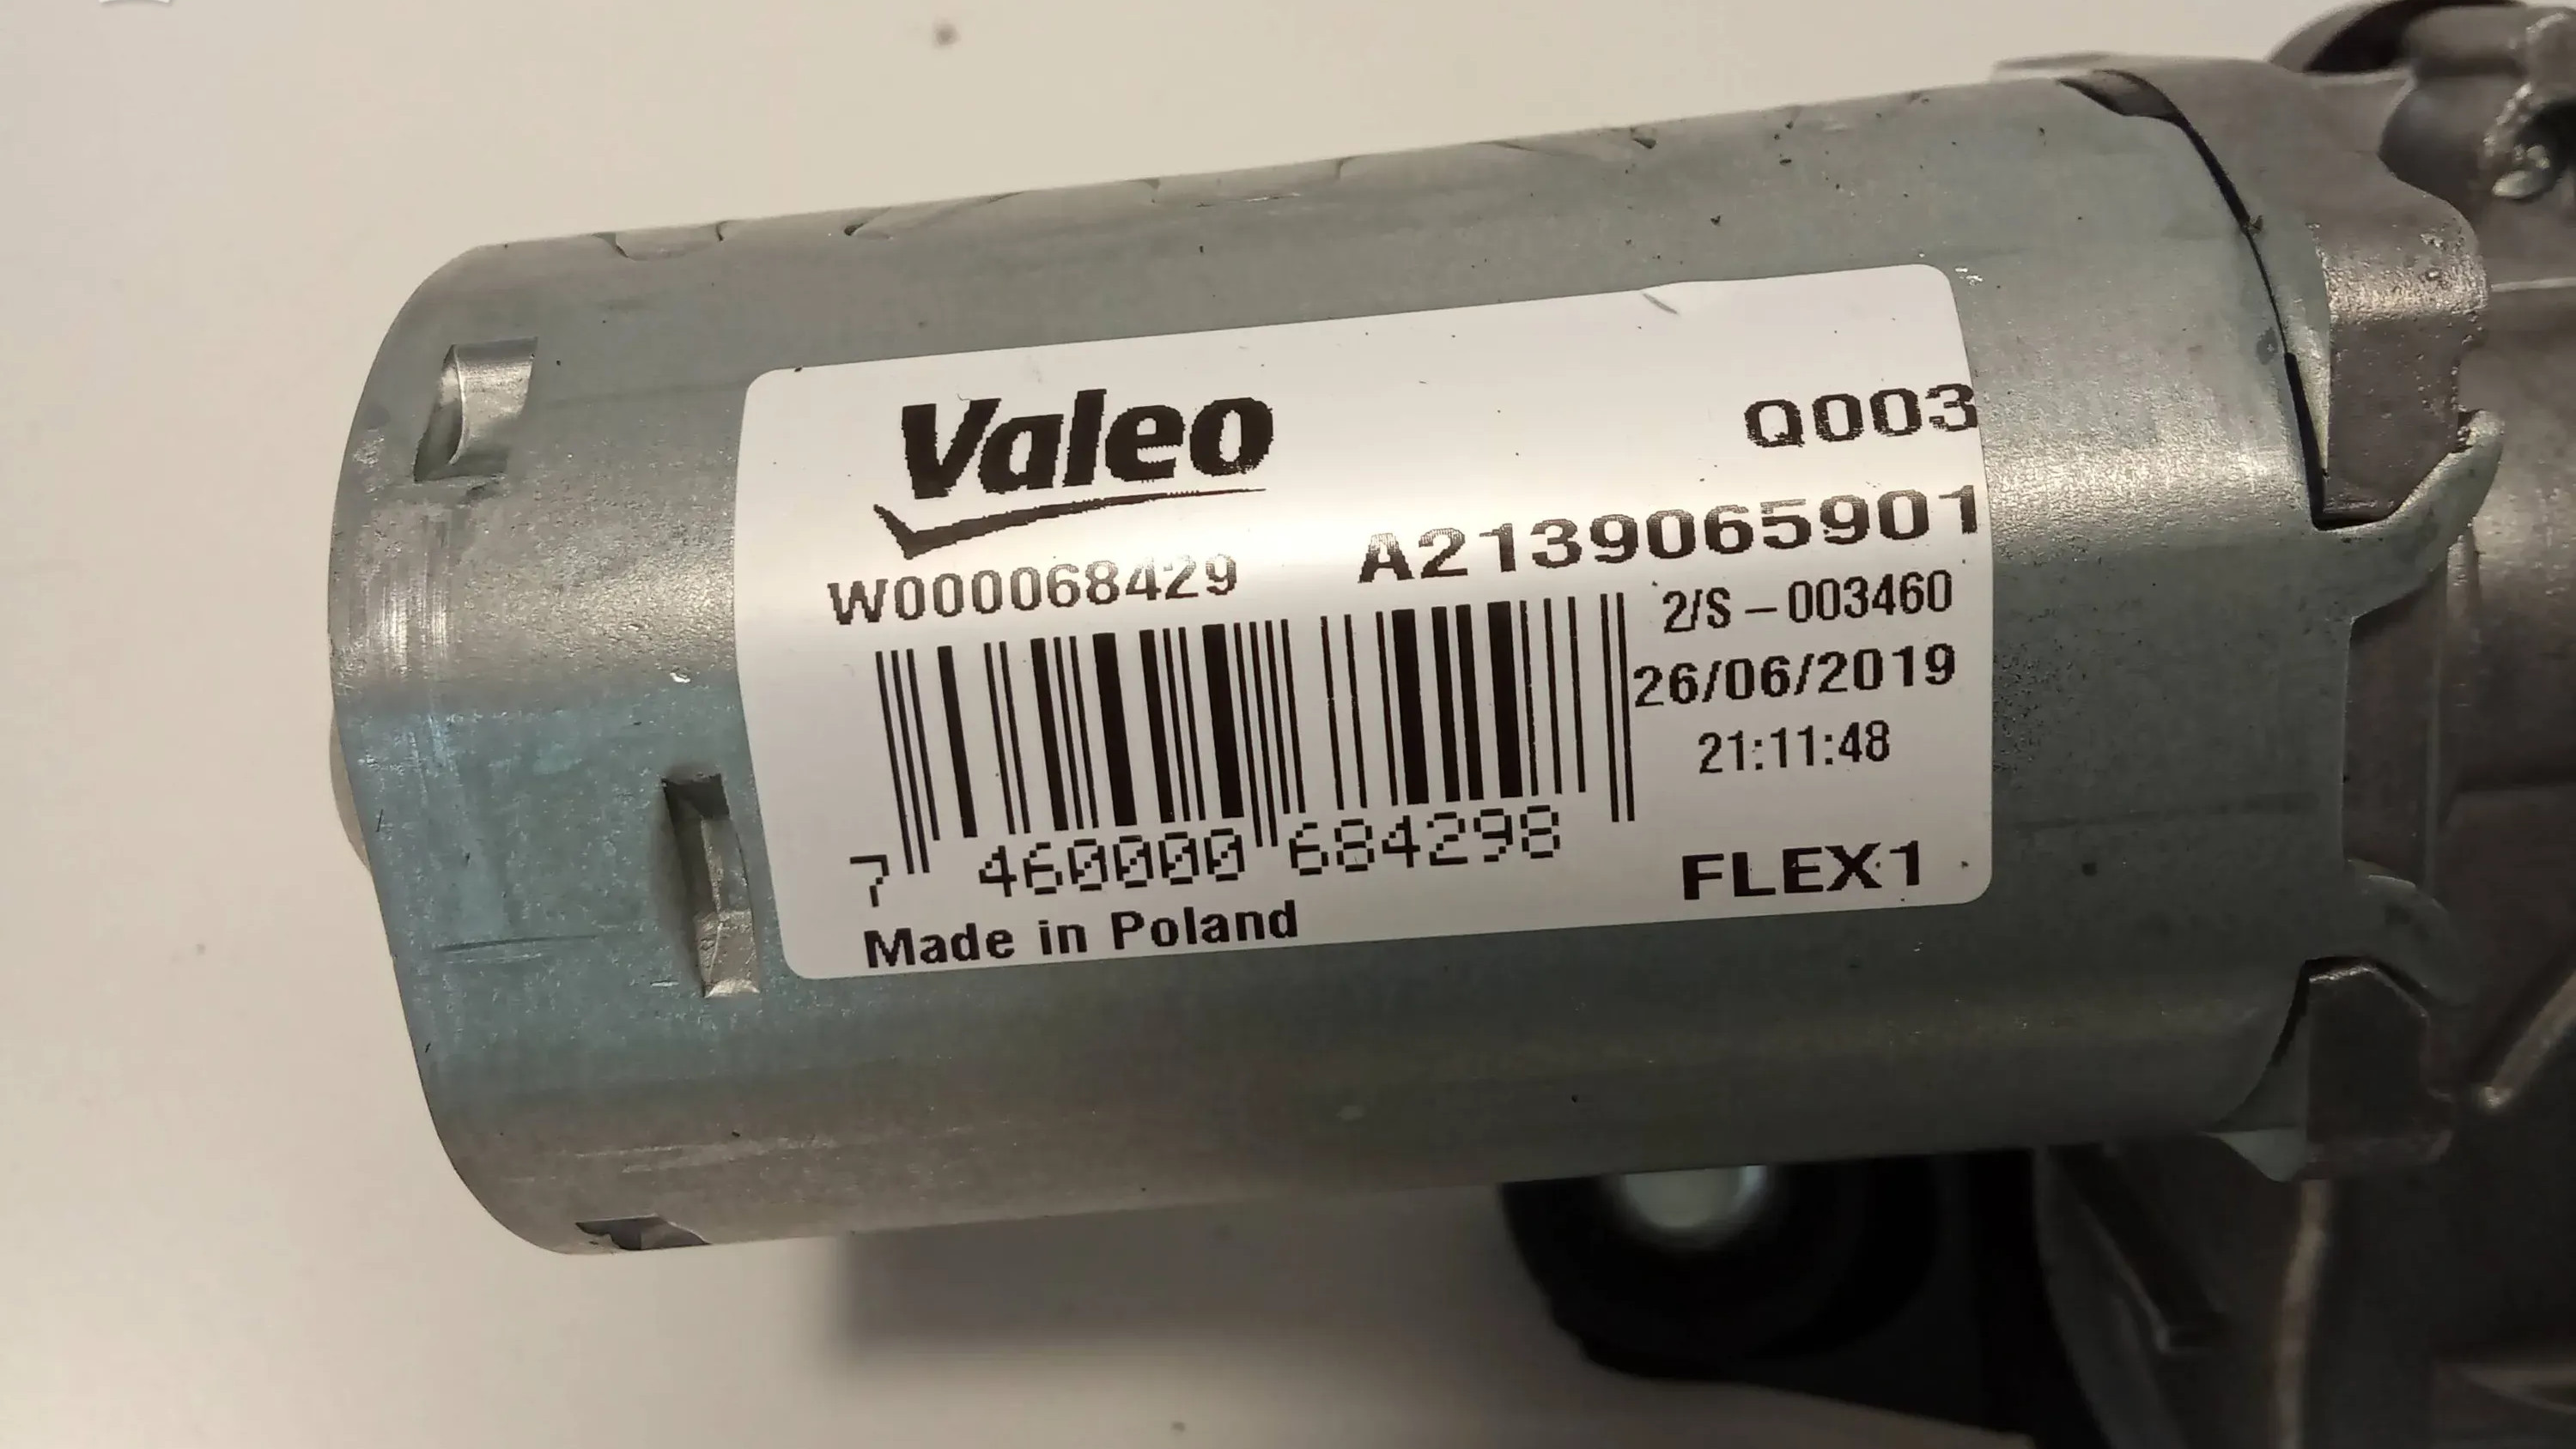 Valeo
Q003
W000068429
A2139065901
2/S – 003460
26/06/2019
21:11:48
7 460000 684298
FLEX1
Made in Poland